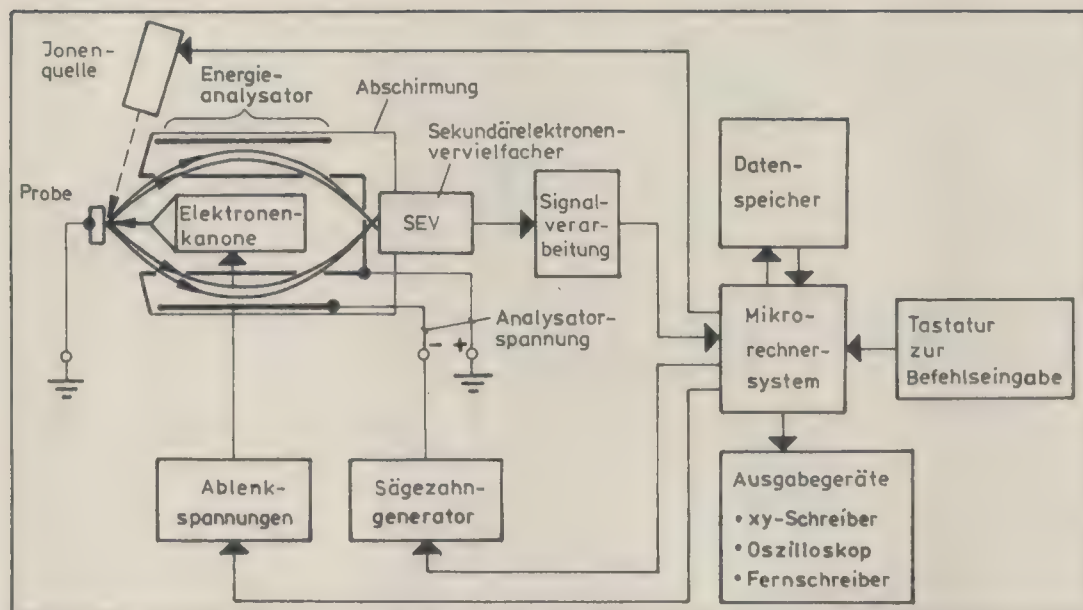 Jonen-
quelle
Energie-
analysator
Abschirmung
Sekundärelektronen-
vervielfacher
Probe
Elektronen-
kanone
SEV
Signal-
verar-
beitung
Daten-
speicher
Mikro-
rechner-
system
Tastatur
zur
Befehlseingabe
Analysator-
spannung
- +
Ablenk-
spannungen
Sägezahn-
generator
Ausgabegeräte
• xy-Schreiber
• Oszilloskop
• Fernschreiber